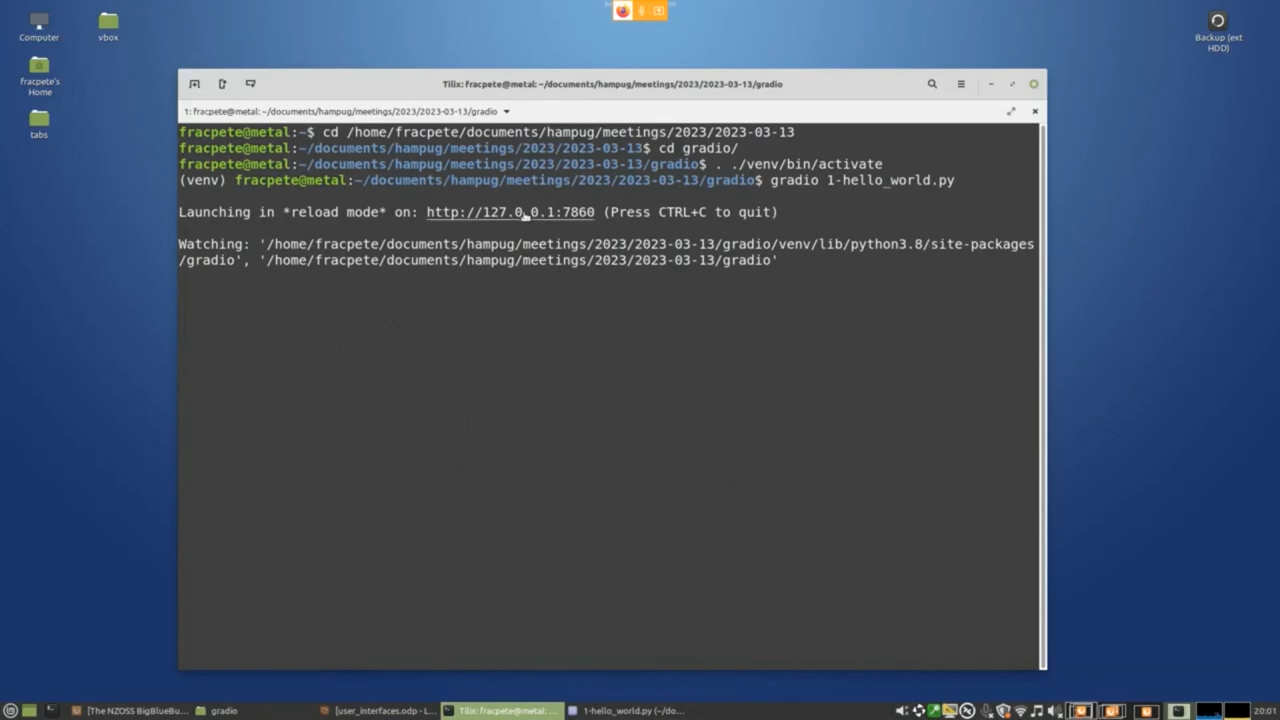 Computer
vbox
fracpete's
Home
tabs
Backup (ext
HDD)
Tilix: fracpete@metal: ~/documents/hampug/meetings/2023/2023-03-13/gradio
1: fracpete@metal: ~/documents/hampug/meetings/2023/2023-03-13/gradio
fracpete@metal:~$ cd /home/fracpete/documents/hampug/meetings/2023/2023-03-13
fracpete@metal:~/documents/hampug/meetings/2023/2023-03-13$ cd gradio/
fracpete@metal:~/documents/hampug/meetings/2023/2023-03-13/gradio$ . ./venv/bin/activate
(venv) fracpete@metal:~/documents/hampug/meetings/2023/2023-03-13/gradio$ gradio 1-hello_world.py
Launching in *reload mode* on: http://127.0.0.1:7860 (Press CTRL+C to quit)
Watching: '/home/fracpete/documents/hampug/meetings/2023/2023-03-13/gradio/venv/lib/python3.8/site-packages
/gradio', '/home/fracpete/documents/hampug/meetings/2023/2023-03-13/gradio'
[The NZOSS BigBlueBu...
gradio
[user_interfaces.odp - L...
Tilix: fracpete@metal: ...
1-hello_world.py (~/do...
20:01